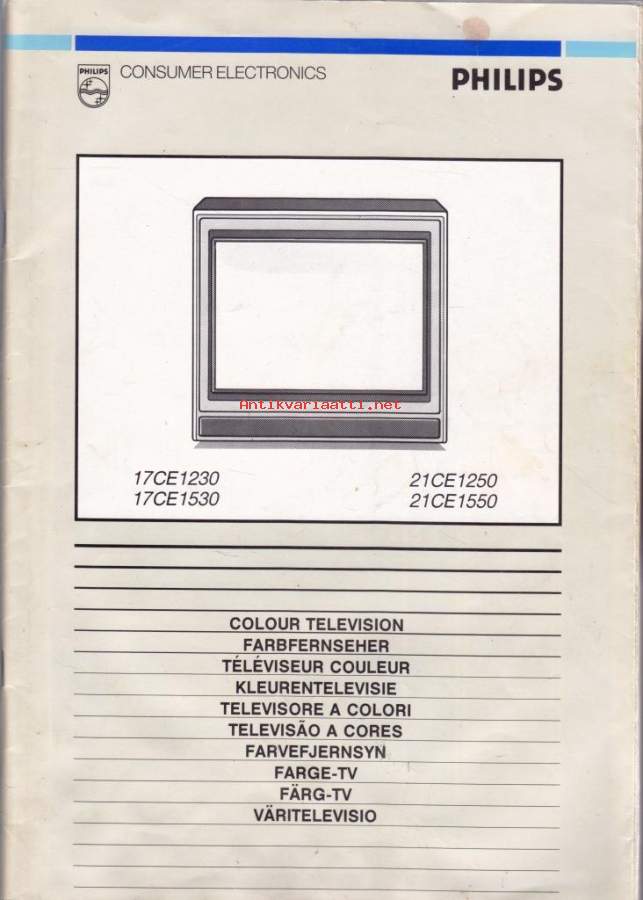 PHILIPS
CONSUMER ELECTRONICS
PHILIPS
Antikvariaatti.net
17CE1230
17CE1530
21CE1250
21CE1550
COLOUR TELEVISION
FARBFERNSEHER
TÉLÉVISEUR COULEUR
KLEURENTELEVISIE
TELEVISORE A COLORI
TELEVISÃO A CORES
FARVEFJERNSYN
FARGE-TV
FÄRG-TV
VÄRITELEVISIO